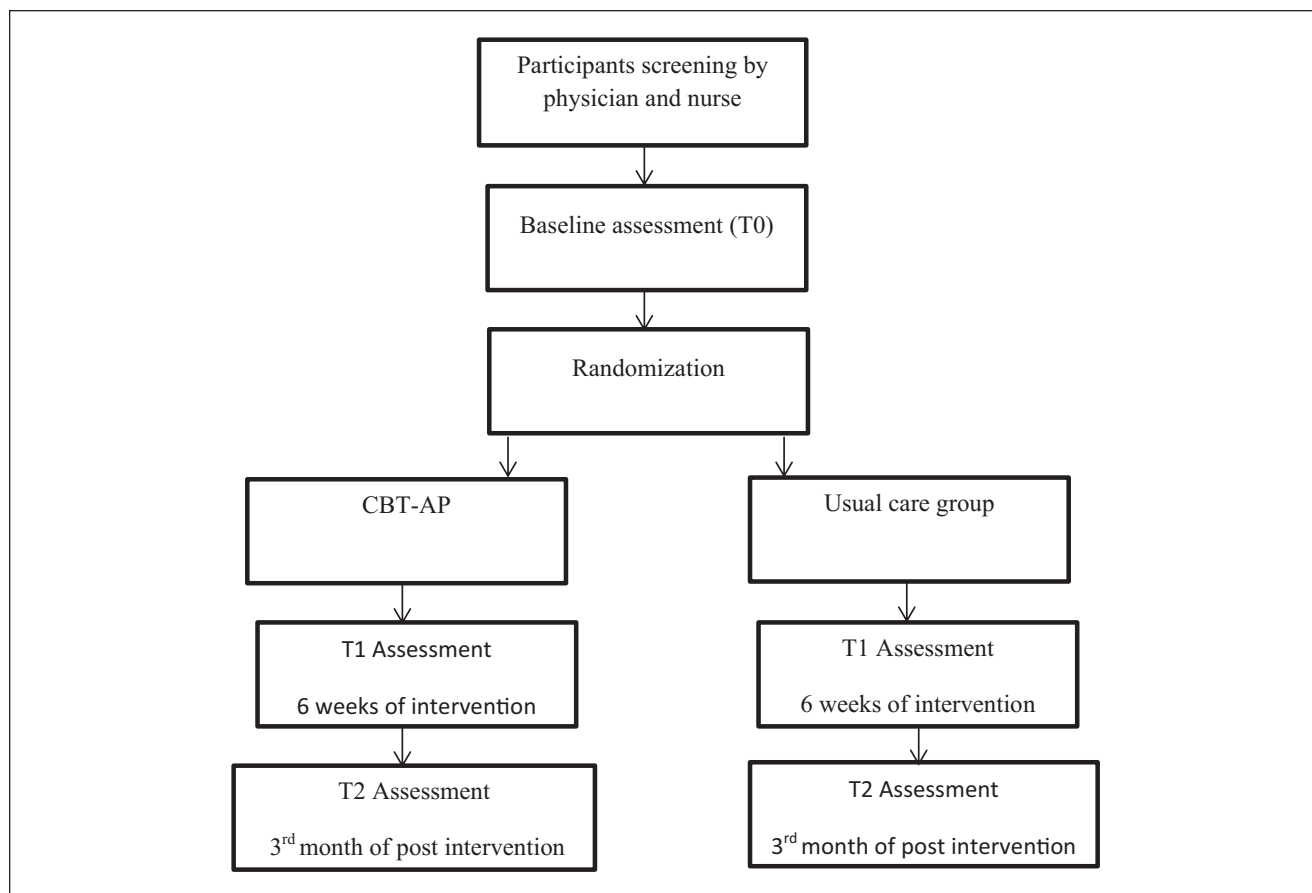 Participants screening by
physician and nurse
Baseline assessment (T0)
Randomization
CBT-AP
Usual care group
T1 Assessment
6 weeks of intervention
T1 Assessment
6 weeks of intervention
T2 Assessment
3rd month of post intervention
T2 Assessment
3rd month of post intervention